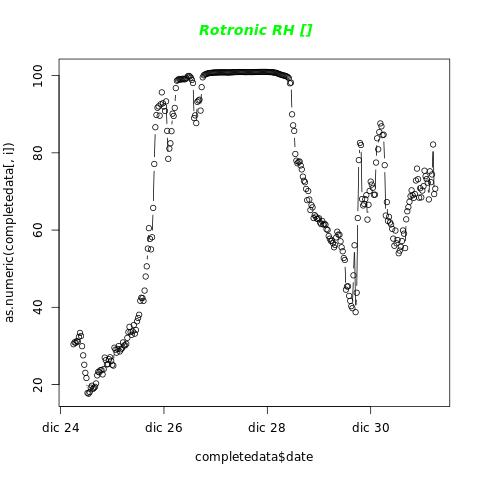 Rotronic RH []
as.numeric(completedata[, i])
100
80
60
40
20
dic 24
dic 26
dic 28
dic 30
completedata$date